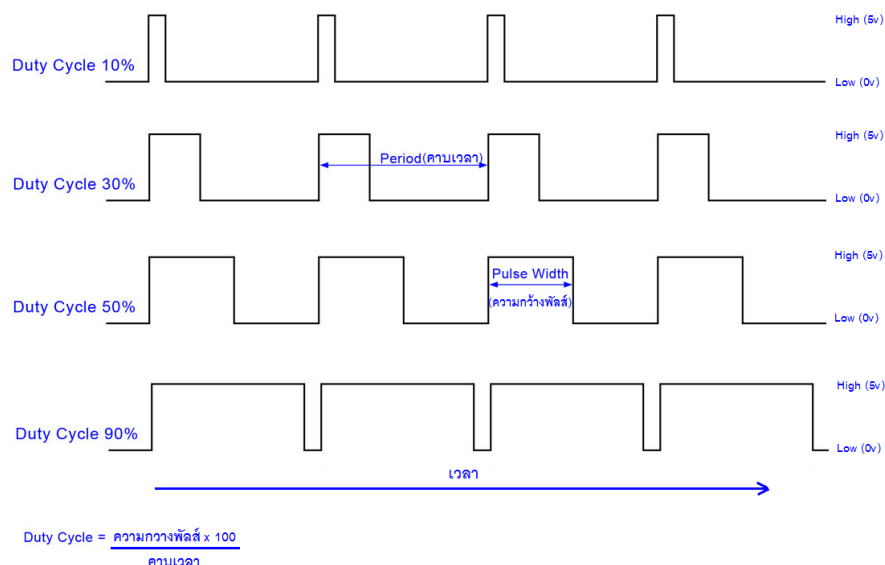 High (5v)
Duty Cycle 10%
Low (0v)
High (5v)
Period(คาบเวลา)
Duty Cycle 30%
Low (0v)
High (5v)
Pulse Width
(ความกว้างพัลส์)
Duty Cycle 50%
Low (0v)
High (5v)
Duty Cycle 90%
Low (0v)
เวลา
Duty Cycle = ความกวางพัลส์ x 100
คาบเวลา